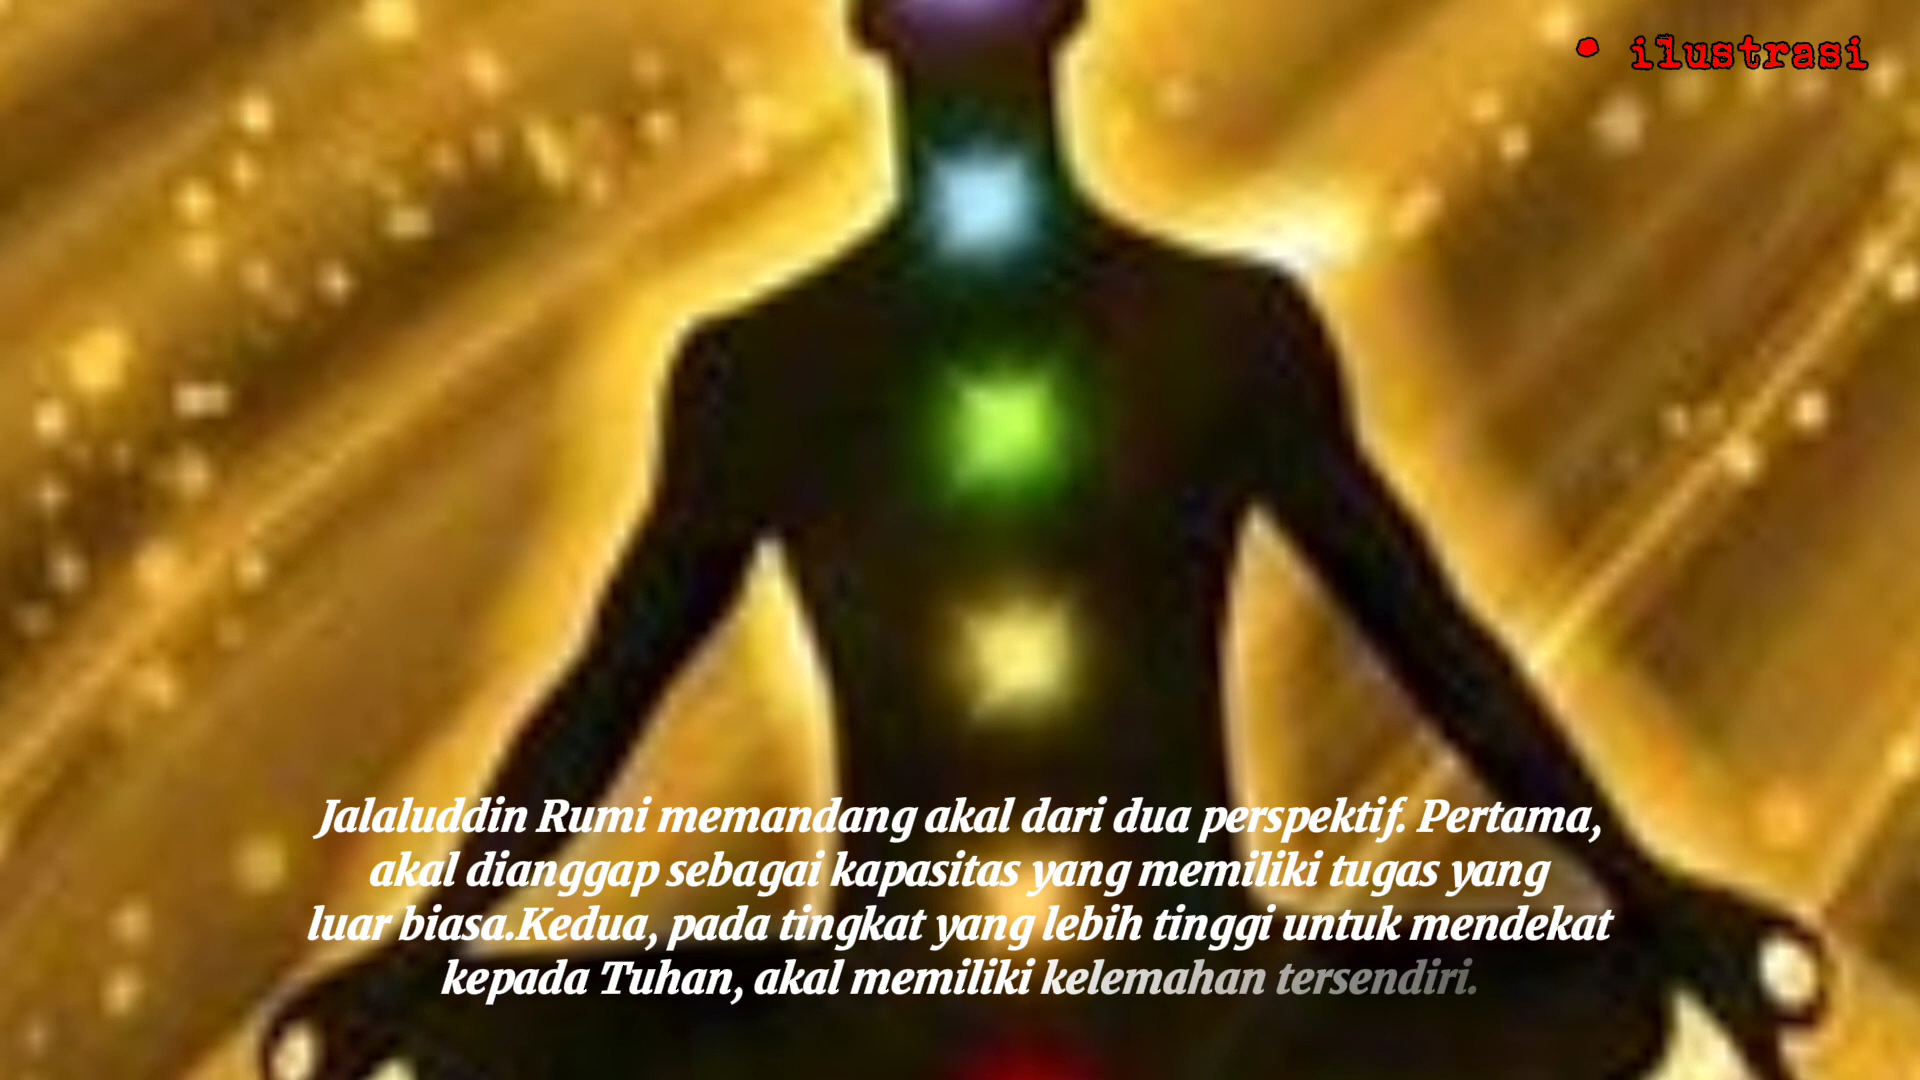 • ilustrasi
Jalaluddin Rumi memandang akal dari dua perspektif. Pertama,
akal dianggap sebagai kapasitas yang memiliki tugas yang
luar biasa.Kedua, pada tingkat yang lebih tinggi untuk mendekat
kepada Tuhan, akal memiliki kelemahan tersendiri.